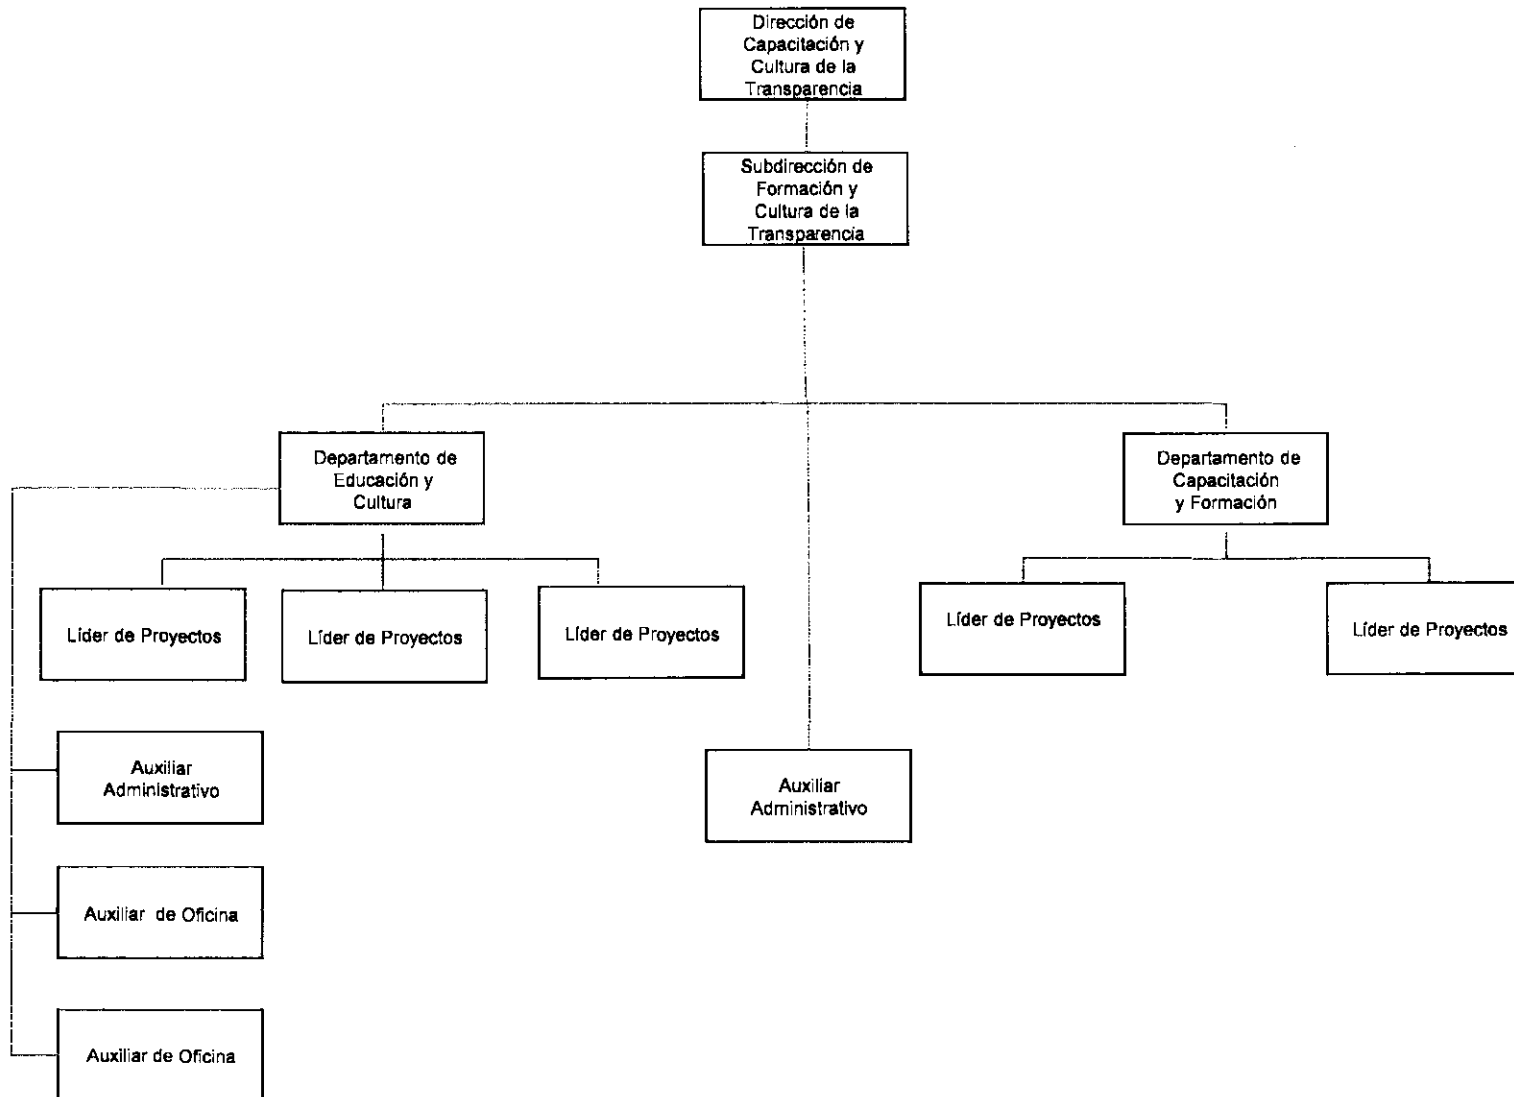 Dirección de
Capacitación y
Cultura de la
Transparencia
Subdirección de
Formación y
Cultura de la
Transparencia
Departamento de
Educación y
Cultura
Departamento de
Capacitación
y Formación
Líder de Proyectos
Líder de Proyectos
Líder de Proyectos
Líder de Proyectos
Líder de Proyectos
Auxiliar
Administrativo
Auxiliar
Administrativo
Auxiliar de Oficina
Auxiliar de Oficina